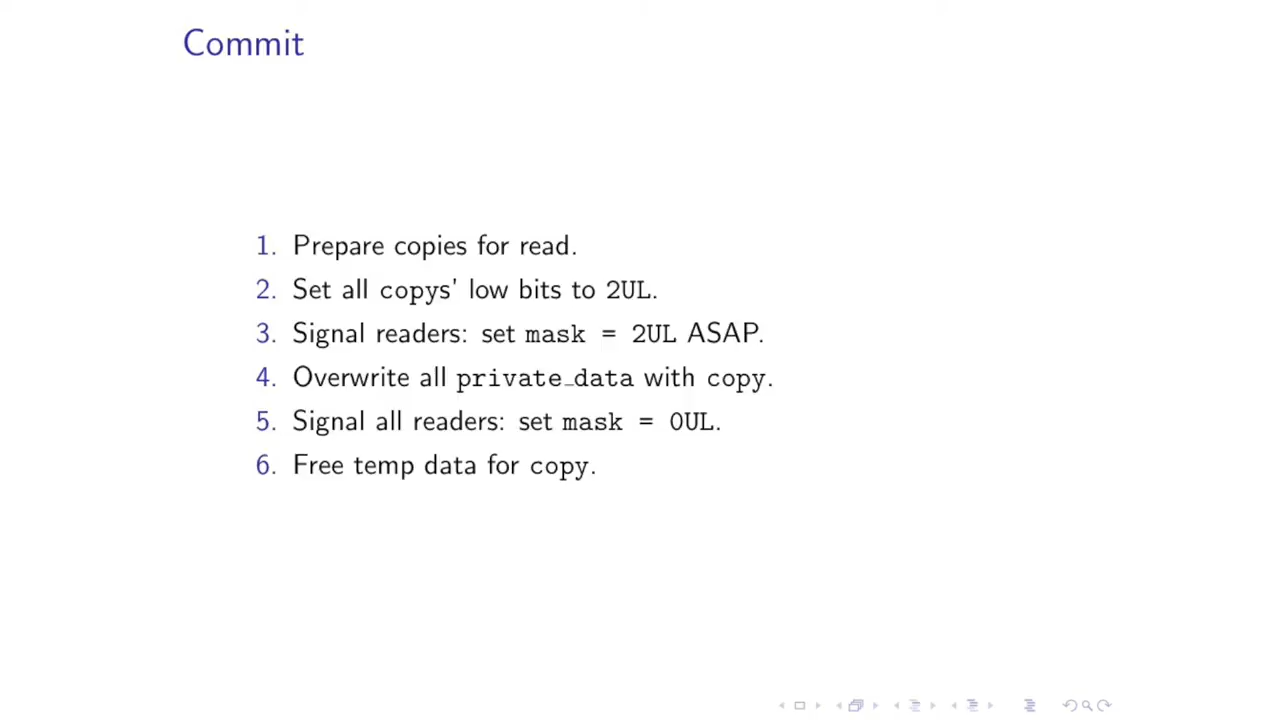 Commit
1. Prepare copies for read.
2. Set all copys' low bits to 2UL.
3. Signal readers: set mask = 2UL ASAP.
4. Overwrite all private_data with copy.
5. Signal all readers: set mask = 0UL.
6. Free temp data for copy.